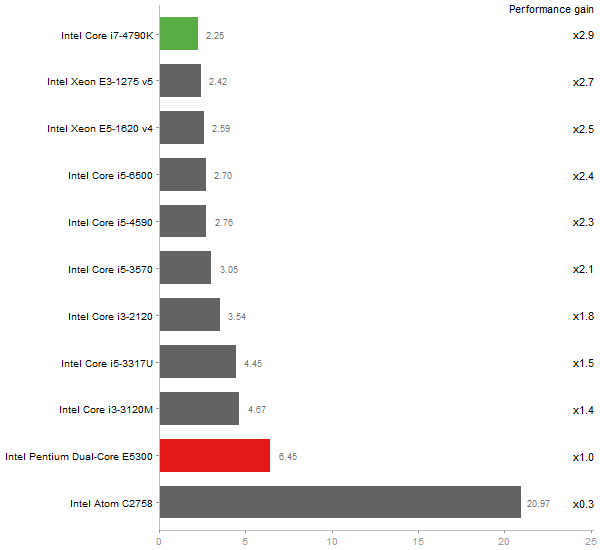 Performance gain
Intel Core i7-4790K 2.25 x2.9
Intel Xeon E3-1275 v5 2.42 x2.7
Intel Xeon E5-1620 v4 2.59 x2.5
Intel Core i5-6500 2.70 x2.4
Intel Core i5-4590 2.76 x2.3
Intel Core i5-3570 3.05 x2.1
Intel Core i3-2120 3.54 x1.8
Intel Core i5-3317U 4.45 x1.5
Intel Core i3-3120M 4.67 x1.4
Intel Pentium Dual-Core E5300 6.45 x1.0
Intel Atom C2758 20.97 x0.3
0 5 10 15 20 25